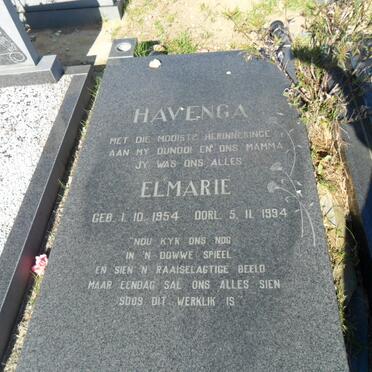 HAVENGA
MET DIE MOOISTE HERINNERINGE
AAN MY DUNDOI EN ONS MAMMA
JY WAS ONS ALLES
ELMARIE
GEB. 1. 10. 1954 OORL. 5. 11. 1994
"NOU KYK ONS NOG
IN 'N DOWWE SPIEËL
EN SIEN 'N RAAISELAGTIGE BEELD
MAAR EENDAG SAL ONS ALLES SIEN
SOOS DIT WERKLIK IS"